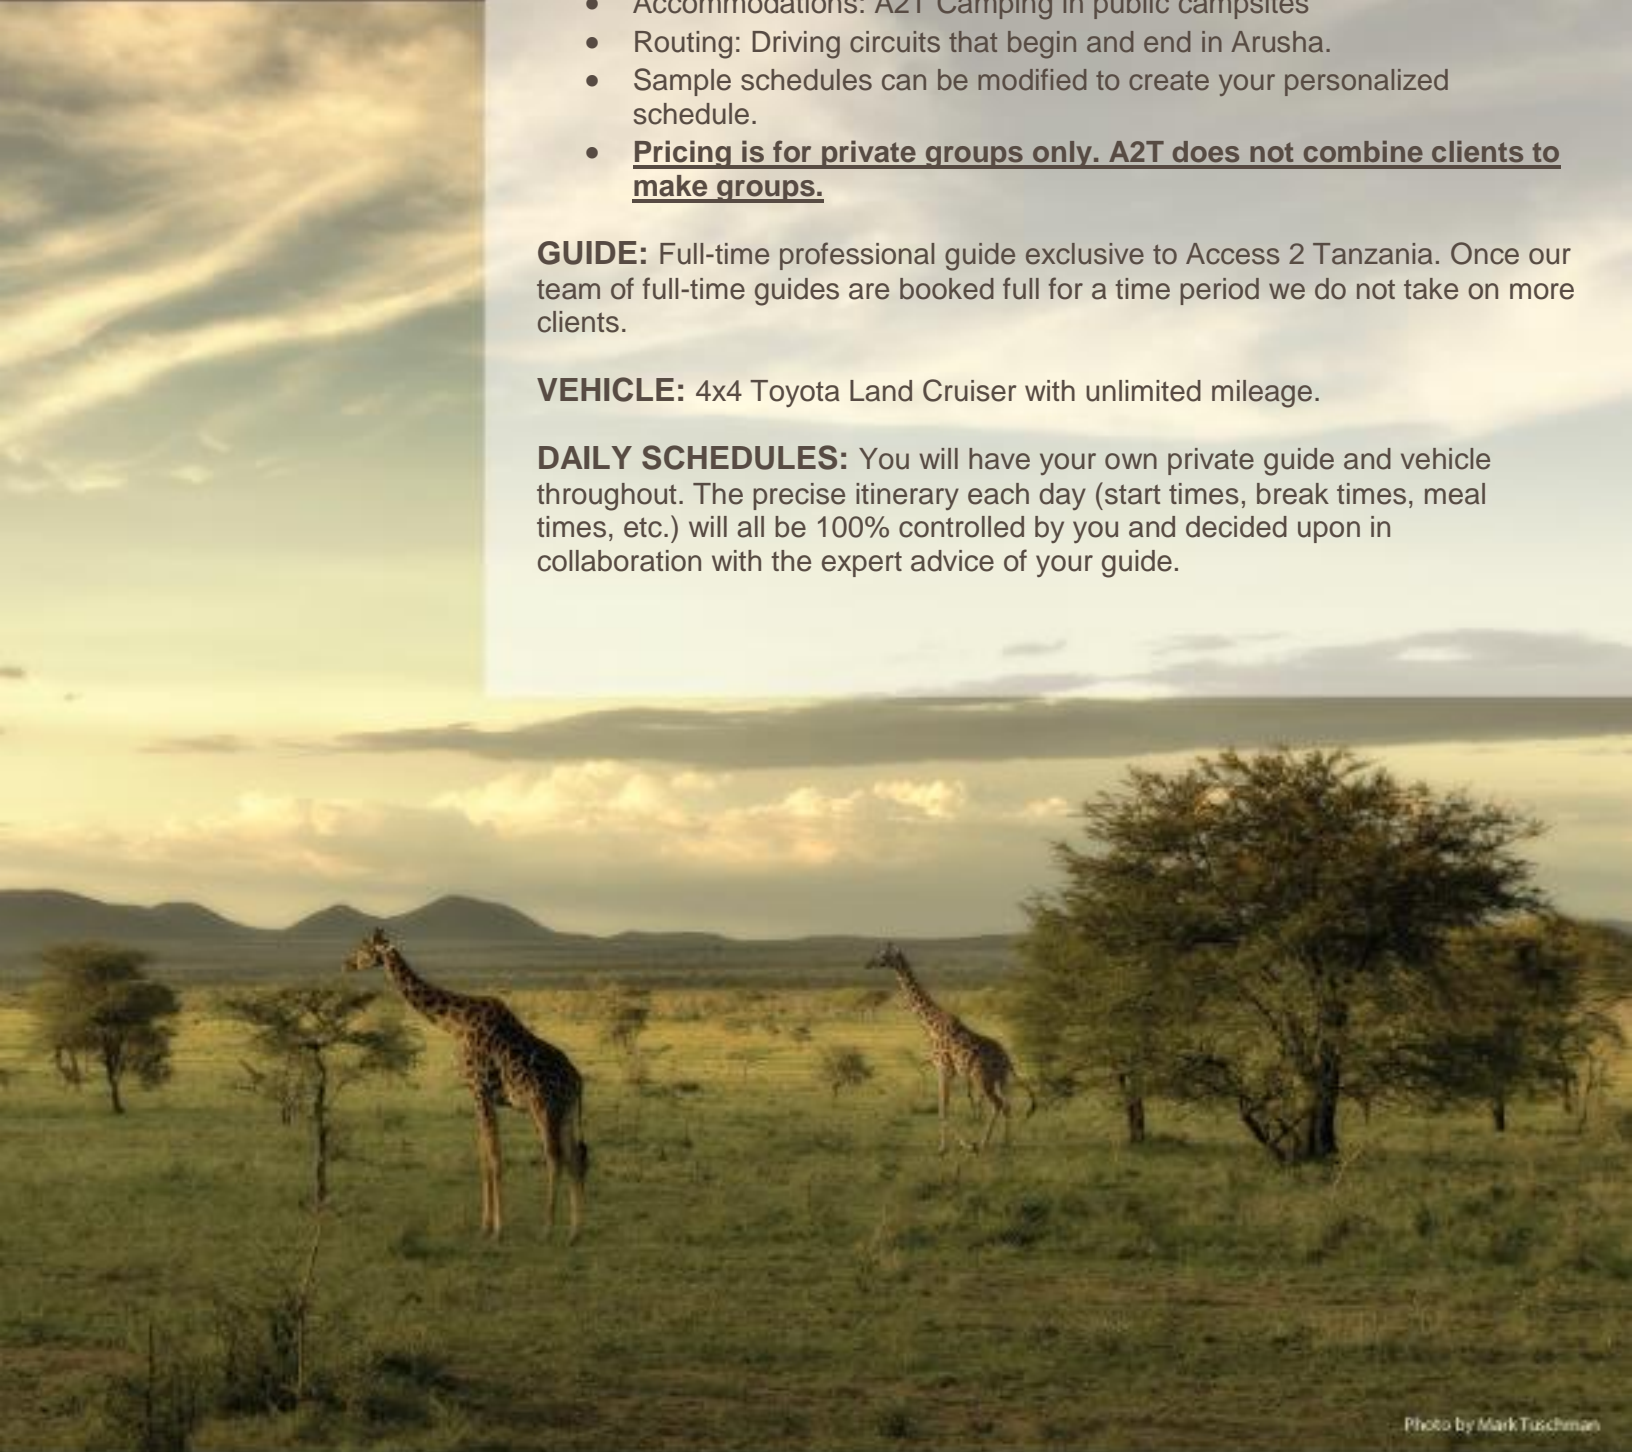 • Accommodations: A2T Camping in public campsites
• Routing: Driving circuits that begin and end in Arusha.
• Sample schedules can be modified to create your personalized
schedule.
• Pricing is for private groups only. A2T does not combine clients to
make groups.
GUIDE: Full-time professional guide exclusive to Access 2 Tanzania. Once our
team of full-time guides are booked full for a time period we do not take on more
clients.
VEHICLE: 4x4 Toyota Land Cruiser with unlimited mileage.
DAILY SCHEDULES: You will have your own private guide and vehicle
throughout. The precise itinerary each day (start times, break times, meal
times, etc.) will all be 100% controlled by you and decided upon in
collaboration with the expert advice of your guide.
Photo by Mark Tuschman